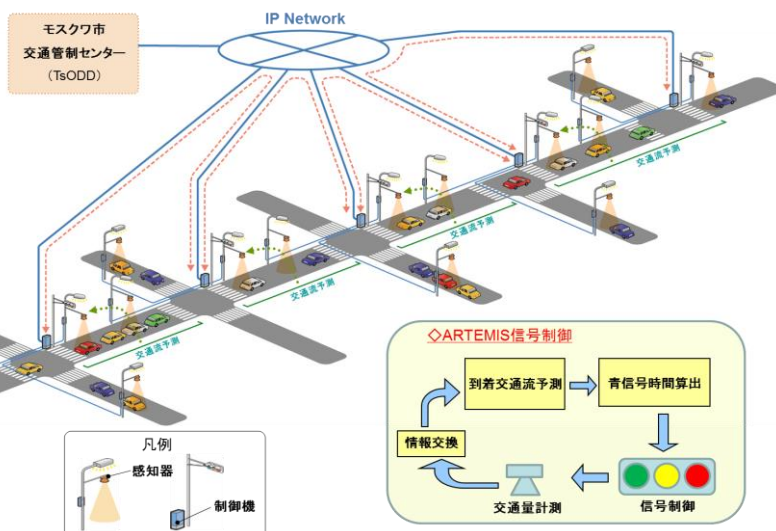 IP Network
モスクワ市
交通管制センター
(TsODD)
交通流予測
交通流予測
交通流予測
交通流予測
◇ARTEMIS信号制御
到着交通流予測
青信号時間算出
情報交換
交通量計測
信号制御
凡例
感知器
制御機